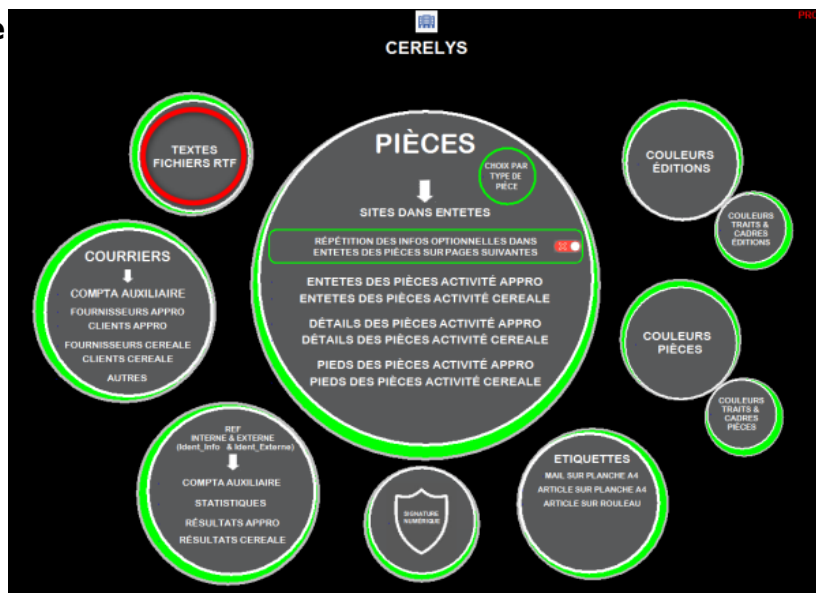 e
PRO
CERELYS
TEXTES
FICHIERS RTF
PIÈCES
CHOIX PAR
TYPE DE
PIÈCE
SITES DANS ENTETES
RÉPÉTITION DES INFOS OPTIONNELLES DANS
ENTETES DES PIÈCES SUR PAGES SUIVANTES
ENTETES DES PIÈCES ACTIVITÉ APPRO
ENTETES DES PIÈCES ACTIVITÉ CEREALE
DÉTAILS DES PIÈCES ACTIVITÉ APPRO
DÉTAILS DES PIÈCES ACTIVITÉ CEREALE
PIEDS DES PIÈCES ACTIVITÉ APPRO
PIEDS DES PIÈCES ACTIVITÉ CEREALE
COULEURS
ÉDITIONS
COULEURS
TRAITS &
CADRES
ÉDITIONS
COURRIERS
COMPTA AUXILIAIRE
FOURNISSEURS APPRO
CLIENTS APPRO
FOURNISSEURS CEREALE
CLIENTS CEREALE
AUTRES
COULEURS
PIÈCES
COULEURS
TRAITS &
CADRES
PIÈCES
REF
INTERNE & EXTERNE
(Ident_Info & Ident_Externe)
COMPTA AUXILIAIRE
STATISTIQUES
RÉSULTATS APPRO
RÉSULTATS CEREALE
SIGNATURE
NUMÉRIQUE
ETIQUETTES
MAIL SUR PLANCHE A4
ARTICLE SUR PLANCHE A4
ARTICLE SUR ROULEAU